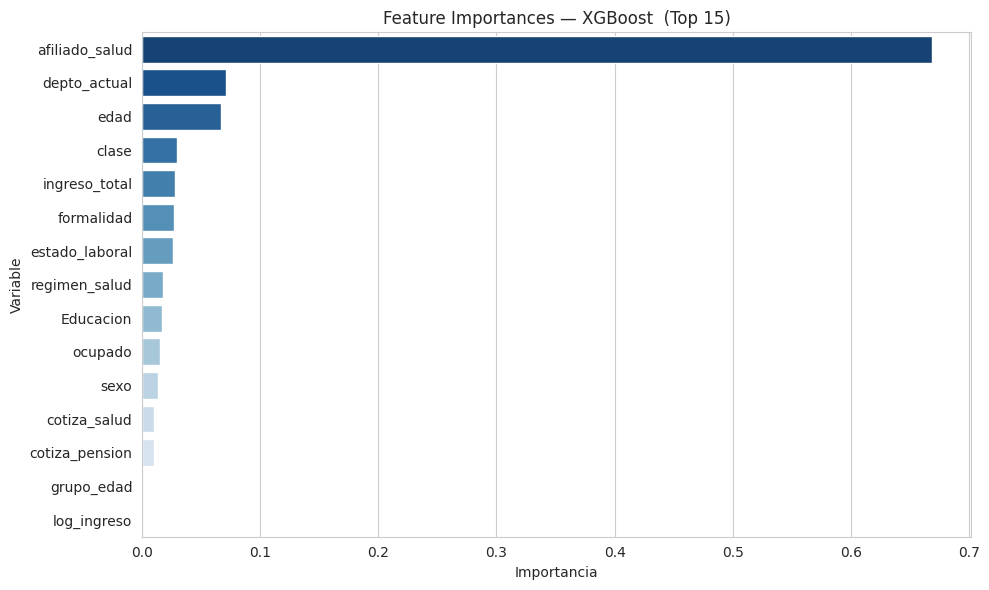 Feature Importances — XGBoost  (Top 15)
afiliado_salud
depto_actual
edad
clase
ingreso_total
formalidad
estado_laboral
regimen_salud
Educacion
ocupado
sexo
cotiza_salud
cotiza_pension
grupo_edad
log_ingreso
Variable
0.0 0.1 0.2 0.3 0.4 0.5 0.6 0.7
Importancia